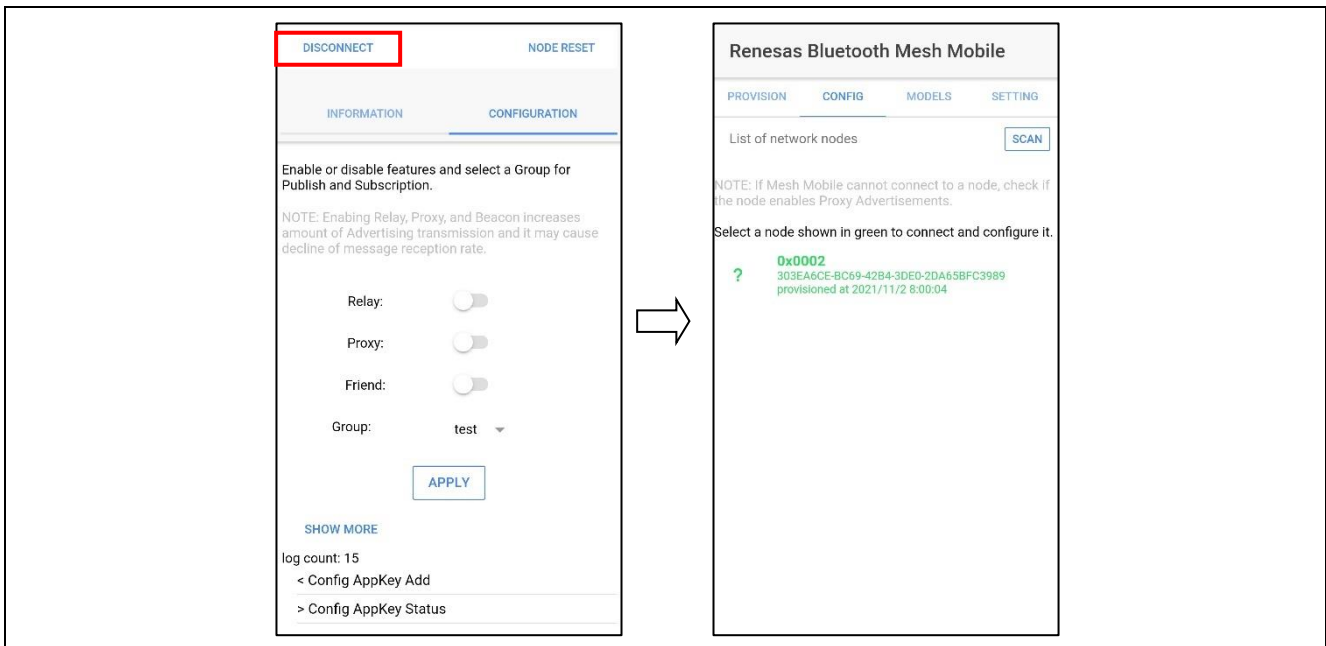 DISCONNECT
NODE RESET
INFORMATION
CONFIGURATION
Enable or disable features and select a Group for
Publish and Subscription.
NOTE: Enabing Relay, Proxy, and Beacon increases
amount of Advertising transmission and it may cause
decline of message reception rate.
Relay:
Proxy:
Friend:
Group:
test
APPLY
SHOW MORE
log count: 15
< Config AppKey Add
> Config AppKey Status
Renesas Bluetooth Mesh Mobile
PROVISION
CONFIG
MODELS
SETTING
List of network nodes
SCAN
NOTE: If Mesh Mobile cannot connect to a node, check if
the node enables Proxy Advertisements.
Select a node shown in green to connect and configure it.
?
0x0002
303EA6CE-BC69-42B4-3DE0-2DA65BFC3989
provisioned at 2021/11/2 8:00:04